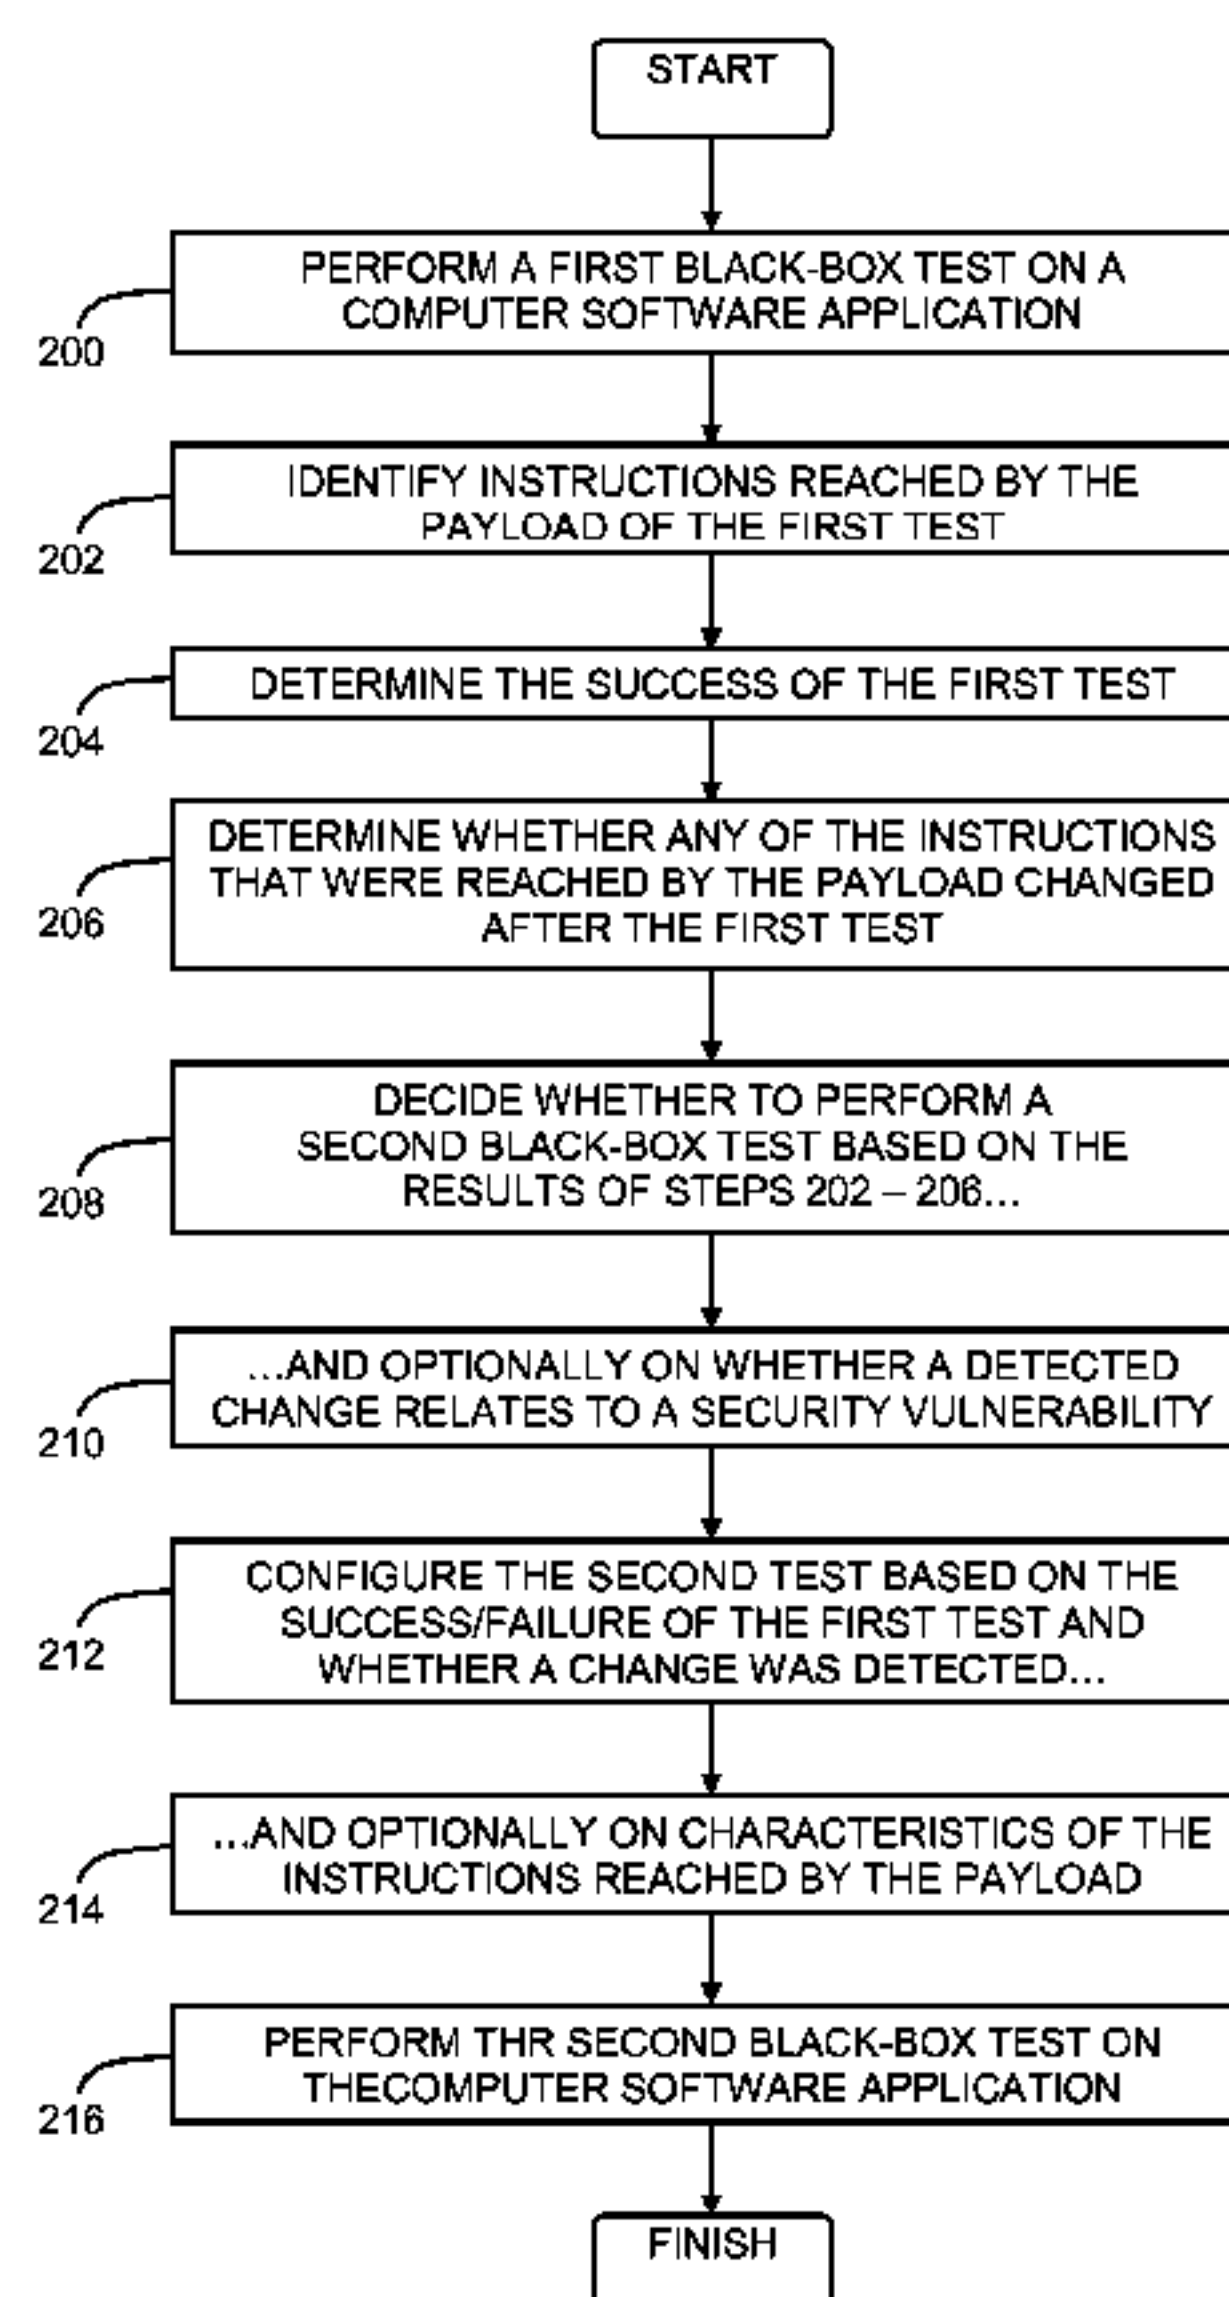 START
PERFORM A FIRST BLACK-BOX TEST ON A
COMPUTER SOFTWARE APPLICATION
200
IDENTIFY INSTRUCTIONS REACHED BY THE
PAYLOAD OF THE FIRST TEST
202
DETERMINE THE SUCCESS OF THE FIRST TEST
204
DETERMINE WHETHER ANY OF THE INSTRUCTIONS
THAT WERE REACHED BY THE PAYLOAD CHANGED
AFTER THE FIRST TEST
206
DECIDE WHETHER TO PERFORM A
SECOND BLACK-BOX TEST BASED ON THE
RESULTS OF STEPS 202 – 206...
208
...AND OPTIONALLY ON WHETHER A DETECTED
CHANGE RELATES TO A SECURITY VULNERABILITY
210
CONFIGURE THE SECOND TEST BASED ON THE
SUCCESS/FAILURE OF THE FIRST TEST AND
WHETHER A CHANGE WAS DETECTED...
212
...AND OPTIONALLY ON CHARACTERISTICS OF THE
INSTRUCTIONS REACHED BY THE PAYLOAD
214
PERFORM THR SECOND BLACK-BOX TEST ON
THECOMPUTER SOFTWARE APPLICATION
216
FINISH